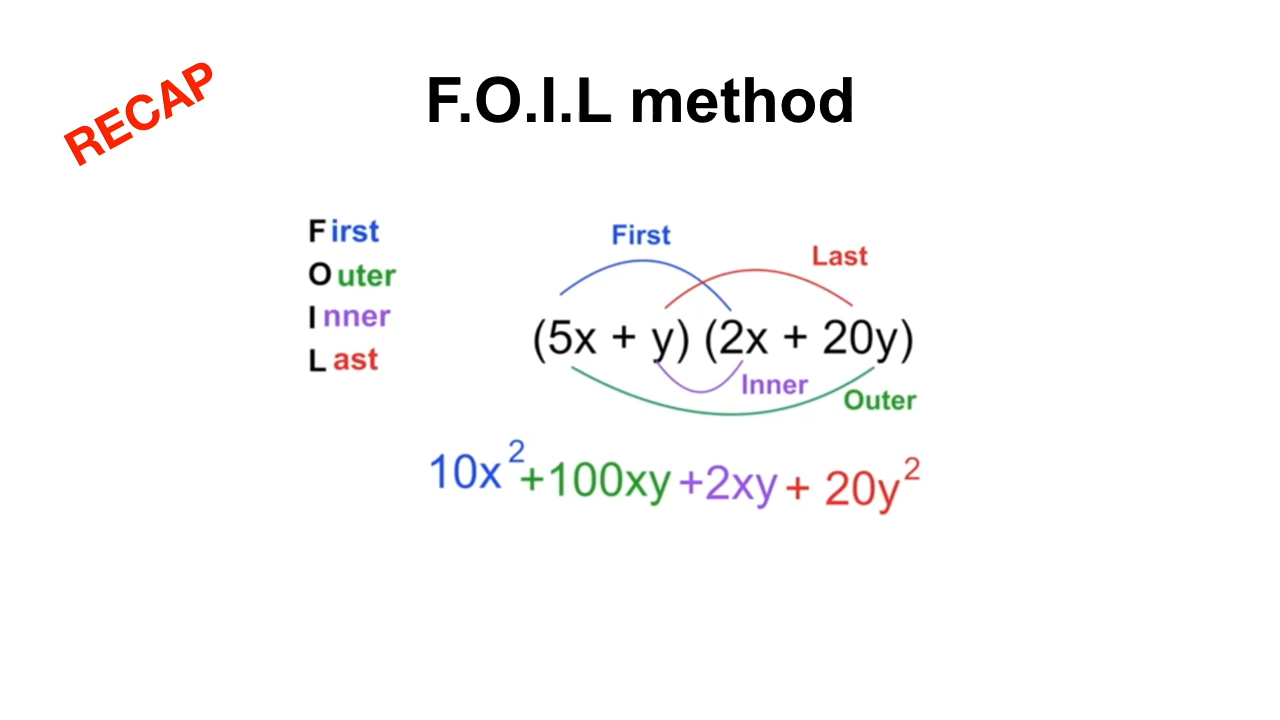 RECAP
F.O.I.L method
First
Outer
Inner
Last
First
Last
(5x + y) (2x + 20y)
Inner
Outer
10x²+100xy+2xy+ 20y²